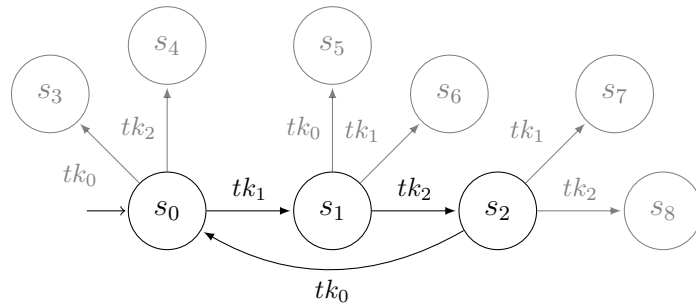 s₄ s₅
s₃ s₆ s₇
tk₂ tk₀ tk₁ tk₁
tk₀ tk₁ tk₂ tk₂
s₀ s₁ s₂ s₈
tk₀